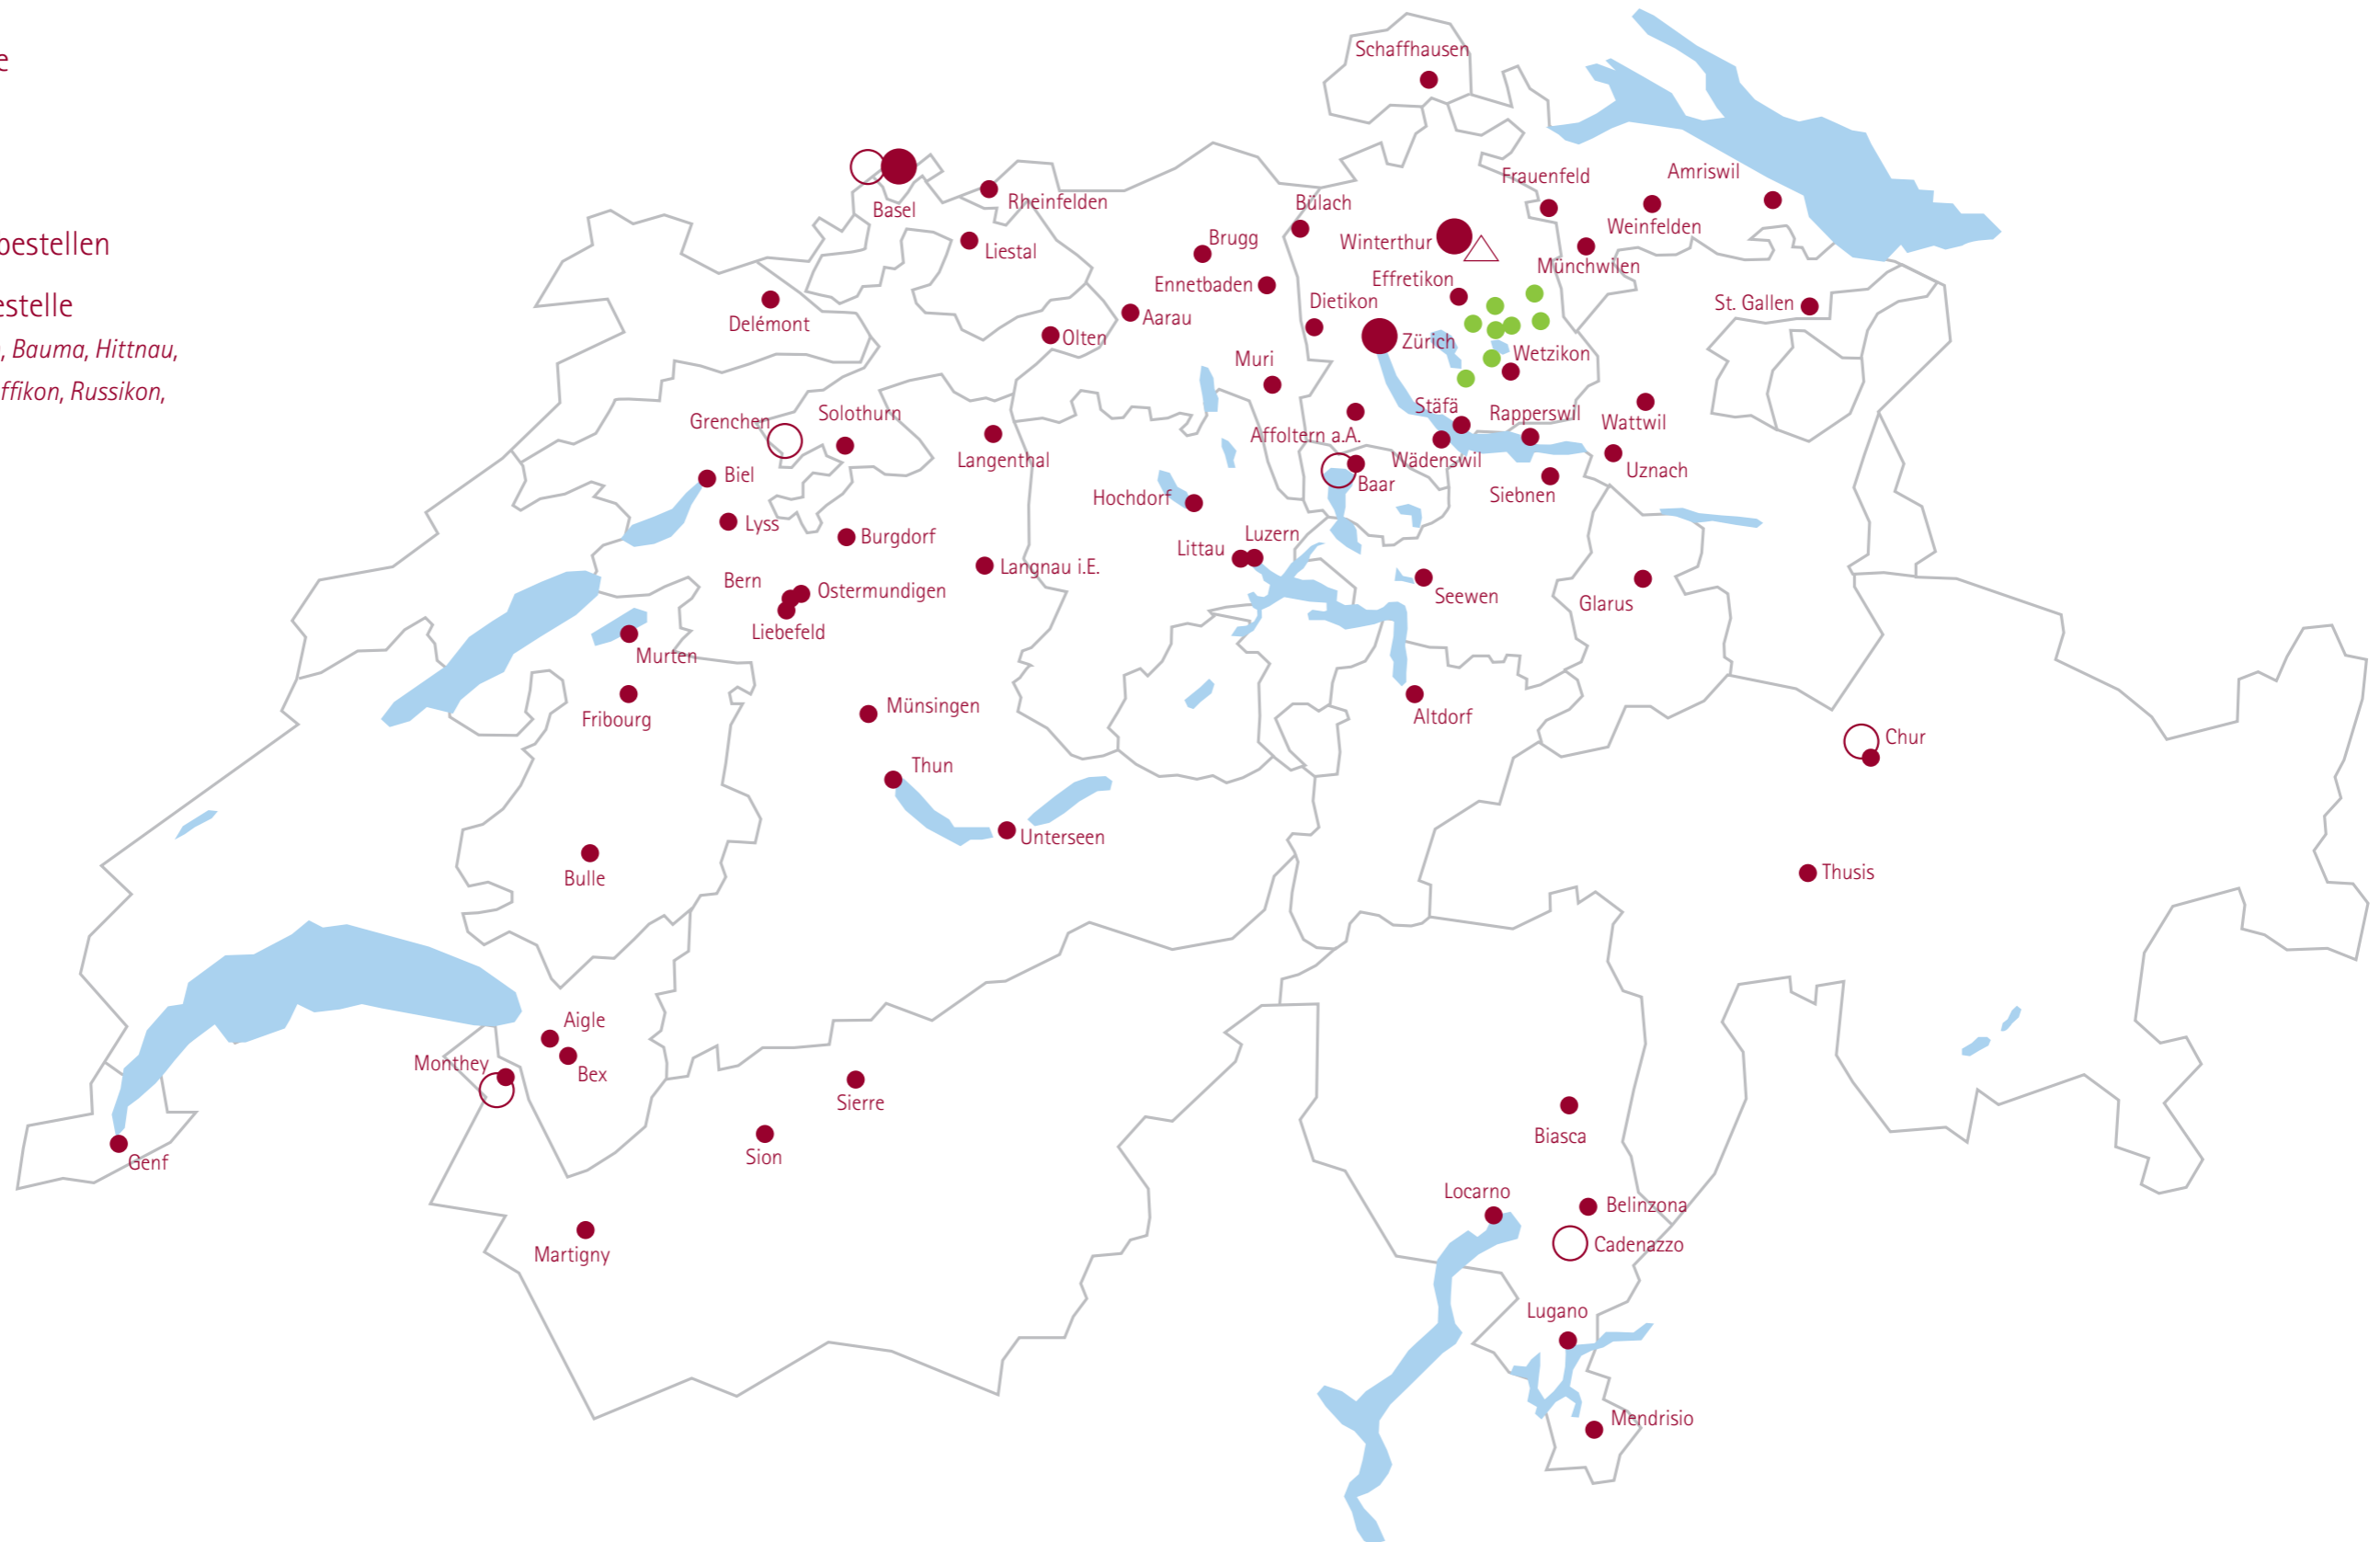 e
bestellen
estelle
, Bauma, Hittnau,
ffikon, Russikon,
Schaffhausen
Basel
Rheinfelden
Liestal
Delémont
Olten
Aarau
Brugg
Ennetbaden
Bülach
Winterthur
Effretikon
Dietikon
Zürich
Muri
Wetzikon
Frauenfeld
Weinfelden
Amriswil
Münchwilen
St. Gallen
Grenchen
Solothurn
Langenthal
Biel
Lyss
Burgdorf
Langnau i.E.
Affoltern a.A.
Stäfä
Rapperswil
Wädenswil
Wattwil
Uznach
Siebnen
Baar
Hochdorf
Littau
Luzern
Seewen
Glarus
Bern
Ostermundigen
Liebefeld
Murten
Fribourg
Münsingen
Altdorf
Chur
Thun
Unterseen
Bulle
Thusis
Aigle
Monthey
Bex
Sierre
Sion
Genf
Martigny
Biasca
Locarno
Belinzona
Cadenazzo
Lugano
Mendrisio